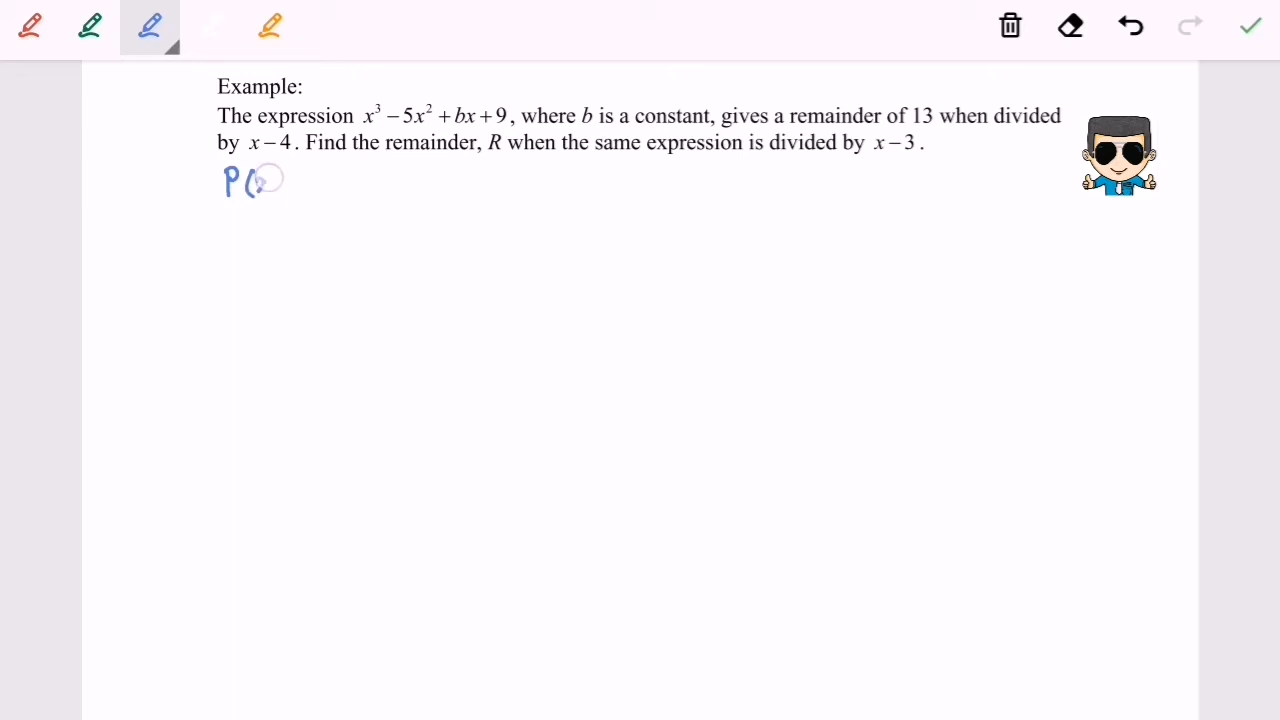 Example:
The expression x³ − 5x² + bx + 9, where b is a constant, gives a remainder of 13 when divided
by x − 4. Find the remainder, R when the same expression is divided by x − 3.
P(